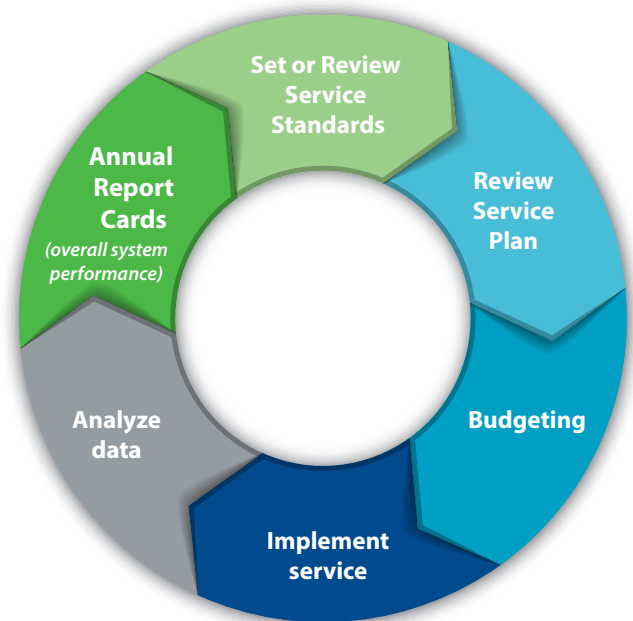 Set or Review
Service
Standards
Review
Service
Plan
Budgeting
Implement
service
Analyze
data
Annual
Report
Cards
(overall system
performance)